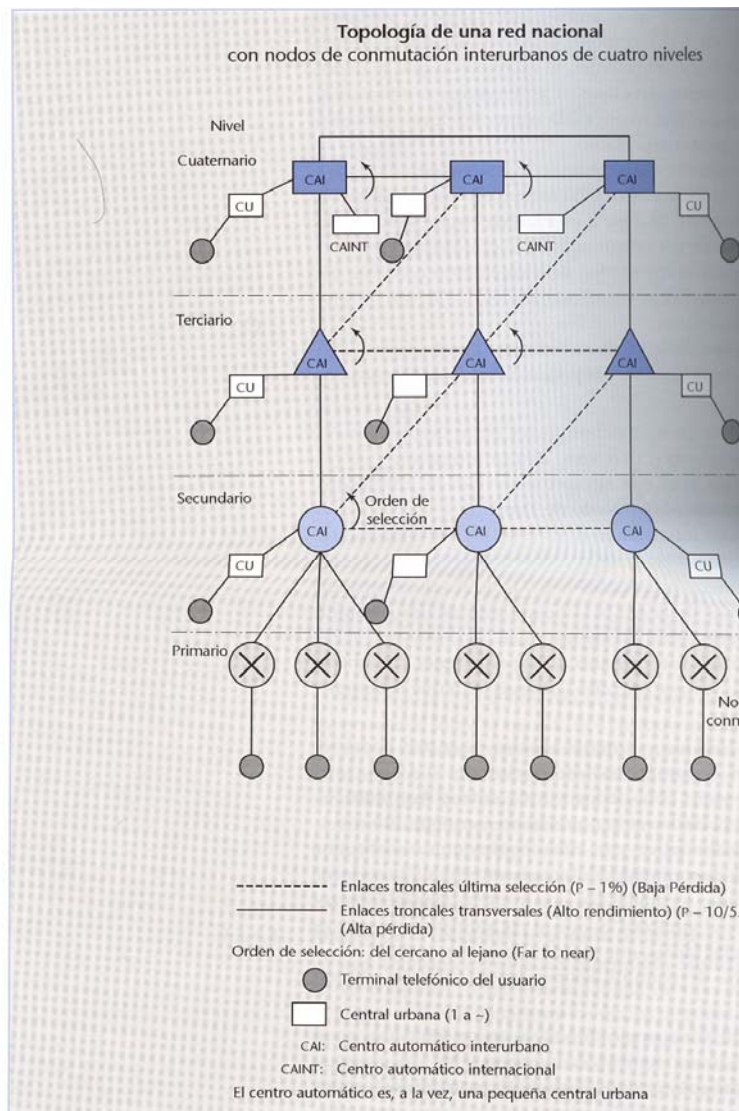 Topología de una red nacional
con nodos de conmutación interurbanos de cuatro niveles
Nivel
Cuaternario
CAI
CAI
CAI
CU
CU
CAINT
CAINT
Terciario
CAI
CAI
CAI
CU
CU
Secundario
Orden de
selección
CAI
CAI
CAI
CU
CU
Primario
Enlaces troncales última selección (P – 1%) (Baja Pérdida)
Enlaces troncales transversales (Alto rendimiento) (P – 10/5
(Alta pérdida)
Orden de selección: del cercano al lejano (Far to near)
Terminal telefónico del usuario
Central urbana (1 a ~)
CAI: Centro automático interurbano
CAINT: Centro automático internacional
El centro automático es, a la vez, una pequeña central urbana